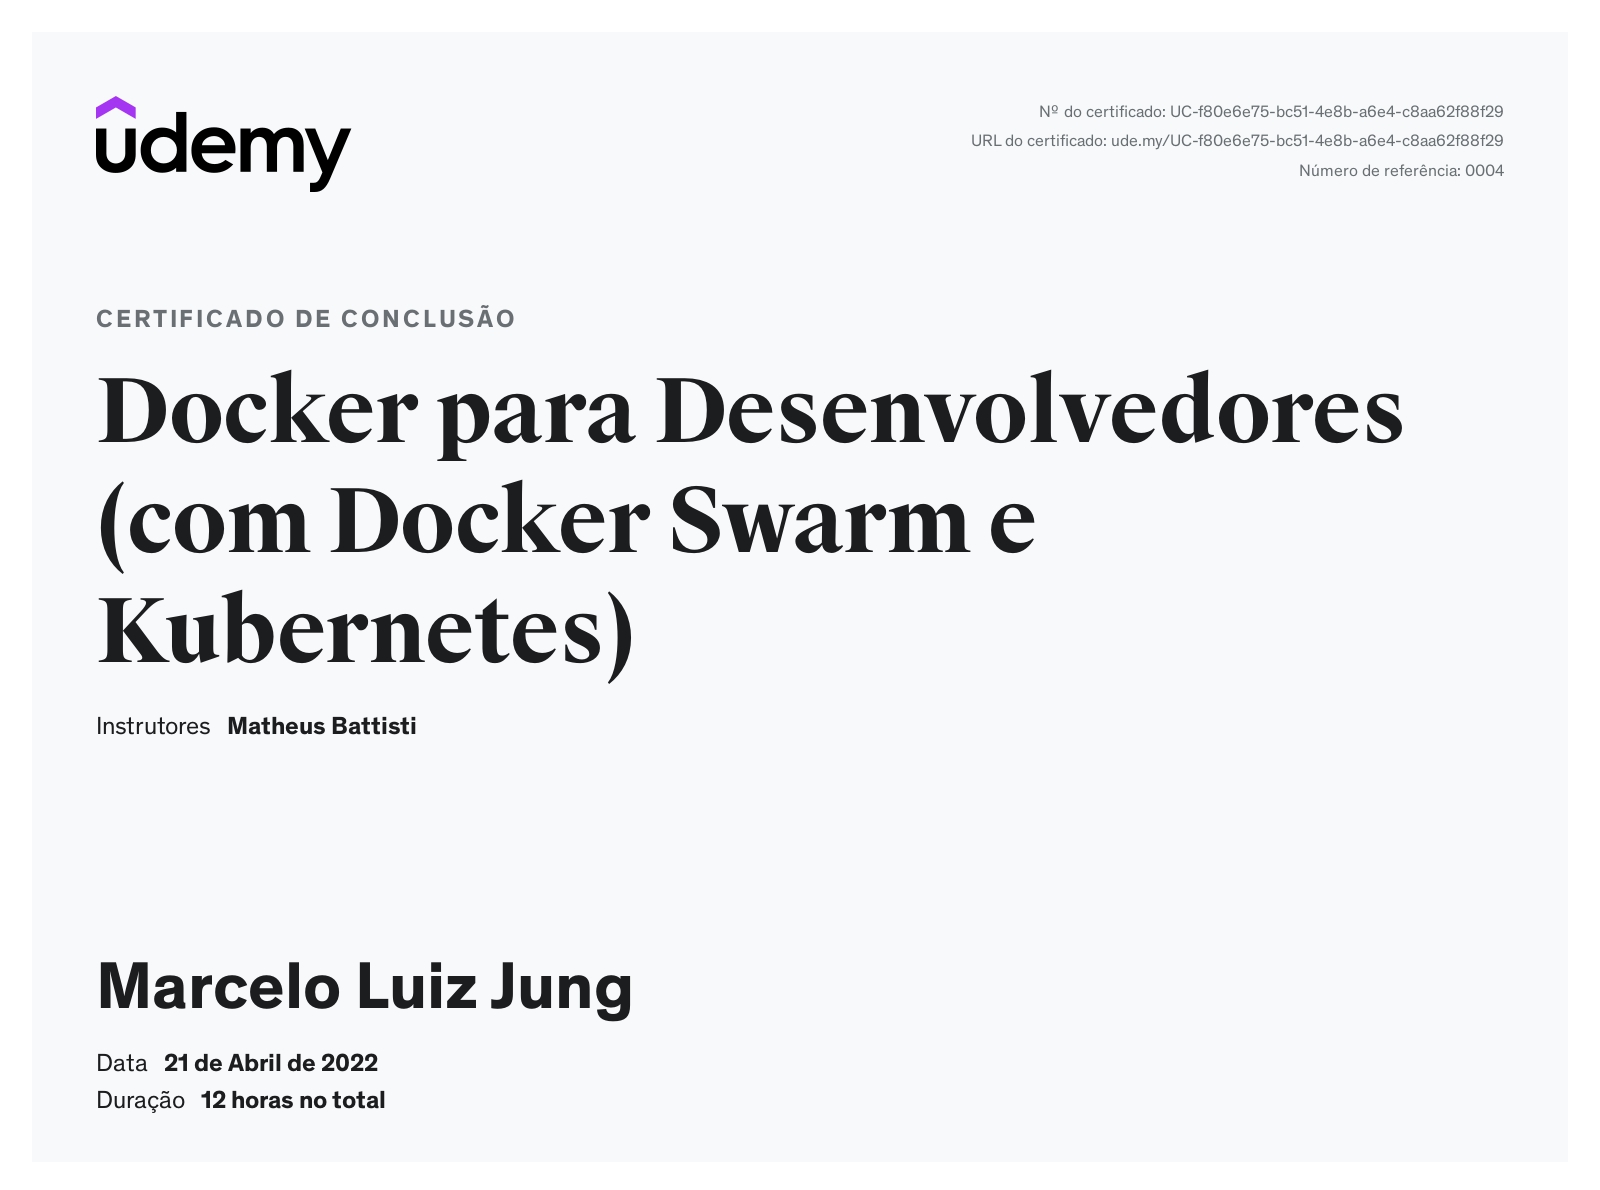 udemy
Nº do certificado: UC-f80e6e75-bc51-4e8b-a6e4-c8aa62f88f29
URL do certificado: ude.my/UC-f80e6e75-bc51-4e8b-a6e4-c8aa62f88f29
Número de referência: 0004
CERTIFICADO DE CONCLUSÃO
Docker para Desenvolvedores
(com Docker Swarm e
Kubernetes)
Instrutores Matheus Battisti
Marcelo Luiz Jung
Data 21 de Abril de 2022
Duração 12 horas no total